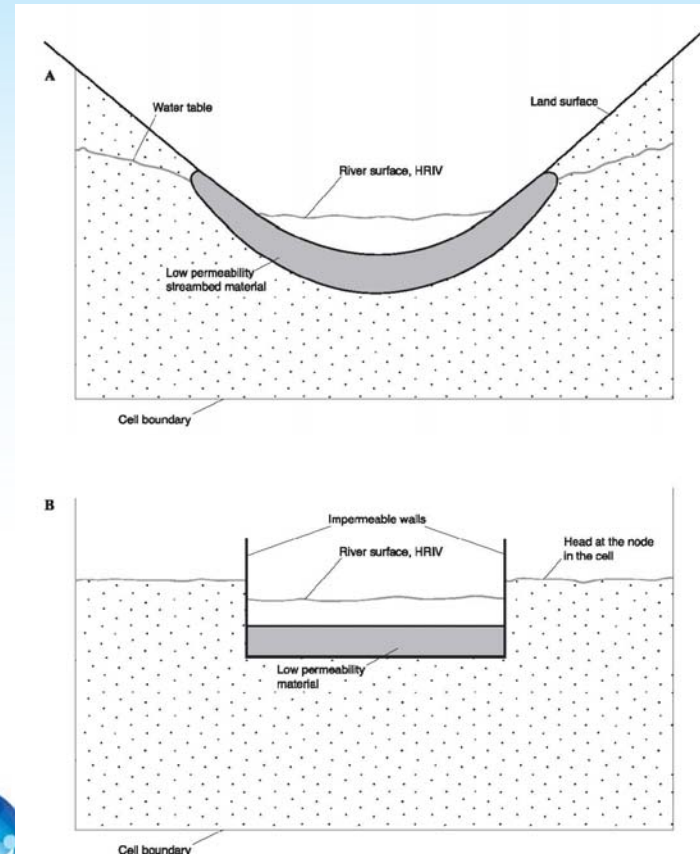 A
Water table
Land surface
River surface, HRIV
Low permeability
streambed material
Cell boundary
B
Impermeable walls
River surface, HRIV
Head at the node
in the cell
Low permeability
material
Cell boundary